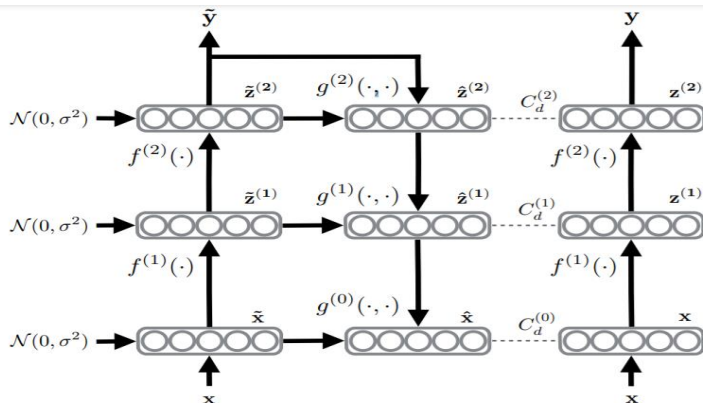 ỹ y
g^(2)(·,·)
z̃^(2) ẑ^(2) C_d^(2) z^(2)
N(0, σ²)
f^(2)(·) f^(2)(·)
g^(1)(·,·)
z̃^(1) ẑ^(1) C_d^(1) z^(1)
N(0, σ²)
f^(1)(·) f^(1)(·)
g^(0)(·,·)
x̃ x̂ C_d^(0) x
N(0, σ²)
x x